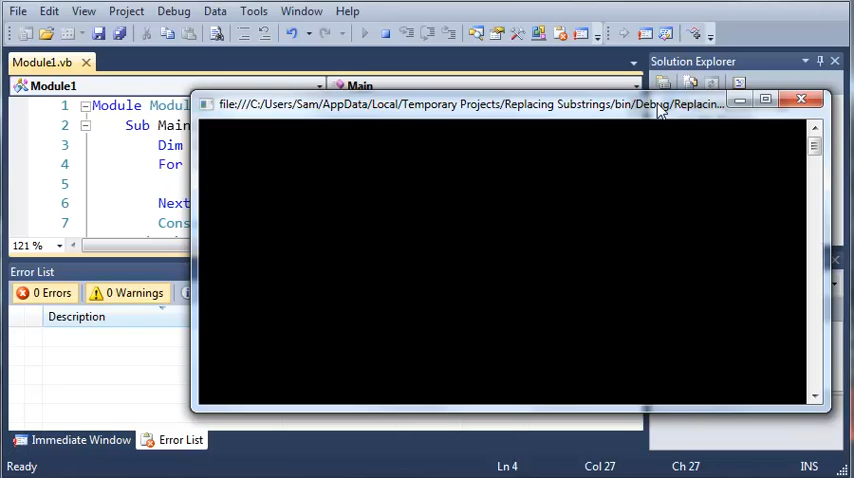 File Edit View Project Debug Data Tools Window Help
Module1.vb
Solution Explorer
Module1
Main
file:///C:/Users/Sam/AppData/Local/Temporary Projects/Replacing Substrings/bin/Debug/Replacin...
1 Module Modul
2 Sub Main
3 Dim
4 For
5
6 Next
7 Cons
121 %
Error List
0 Errors 0 Warnings
Description
Immediate Window Error List
Ready Ln 4 Col 27 Ch 27 INS